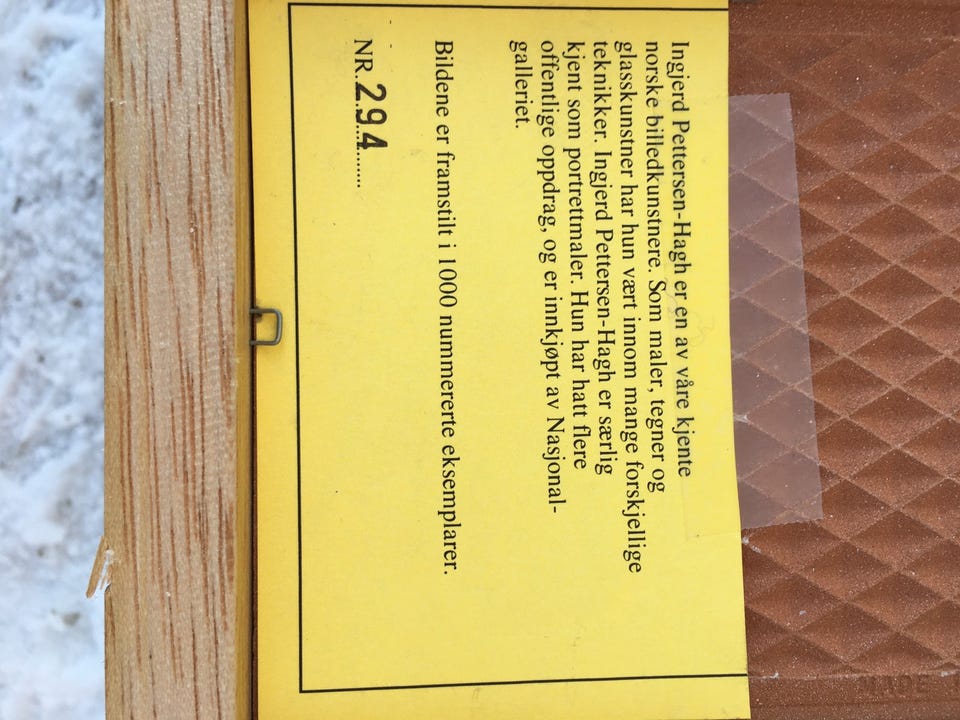 Ingjerd Pettersen-Hagh er en av våre kjente
norske billedkunstnere. Som maler, tegner og
glasskunstner har hun vært innom mange forskjellige
teknikker. Ingjerd Pettersen-Hagh er særlig
kjent som portrettmaler. Hun har hatt flere
offentlige oppdrag, og er innkjøpt av Nasjonal-
galleriet.
Bildene er framstilt i 1000 nummererte eksemplarer.
NR. 294
MADE